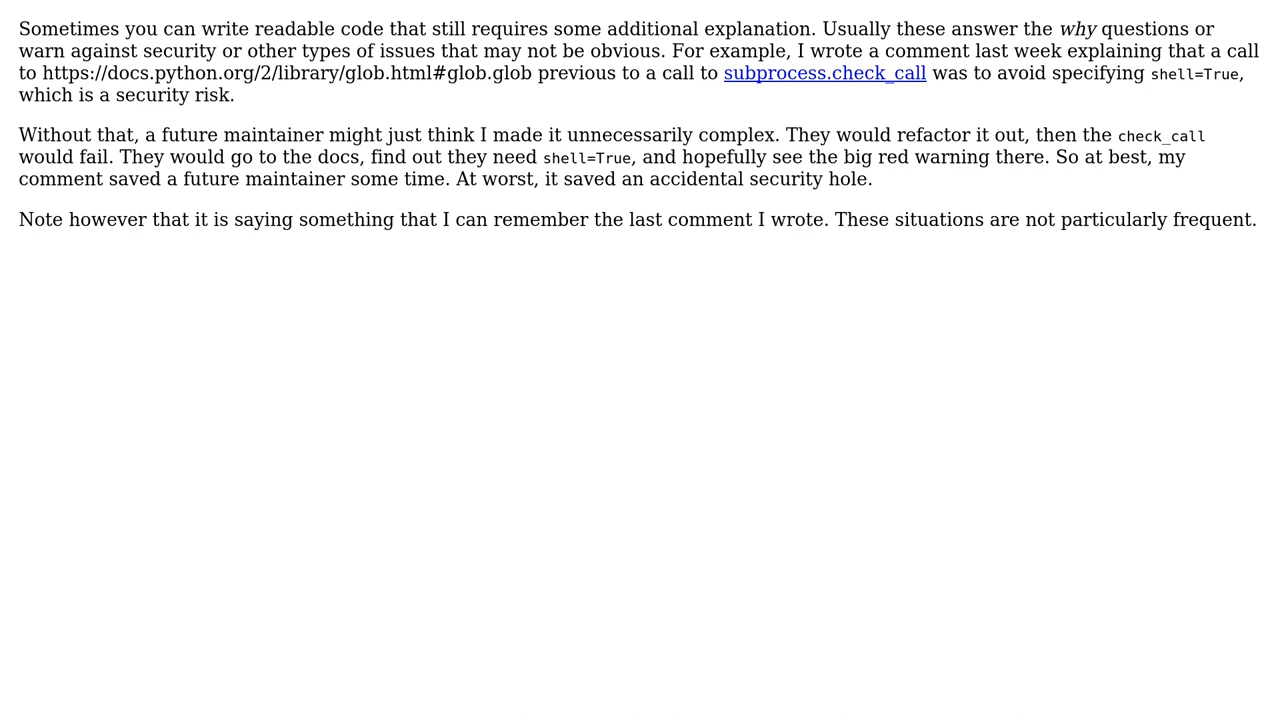 Sometimes you can write readable code that still requires some additional explanation. Usually these answer the why questions or
warn against security or other types of issues that may not be obvious. For example, I wrote a comment last week explaining that a call
to https://docs.python.org/2/library/glob.html#glob.glob previous to a call to subprocess.check_call was to avoid specifying shell=True,
which is a security risk.
Without that, a future maintainer might just think I made it unnecessarily complex. They would refactor it out, then the check_call
would fail. They would go to the docs, find out they need shell=True, and hopefully see the big red warning there. So at best, my
comment saved a future maintainer some time. At worst, it saved an accidental security hole.
Note however that it is saying something that I can remember the last comment I wrote. These situations are not particularly frequent.